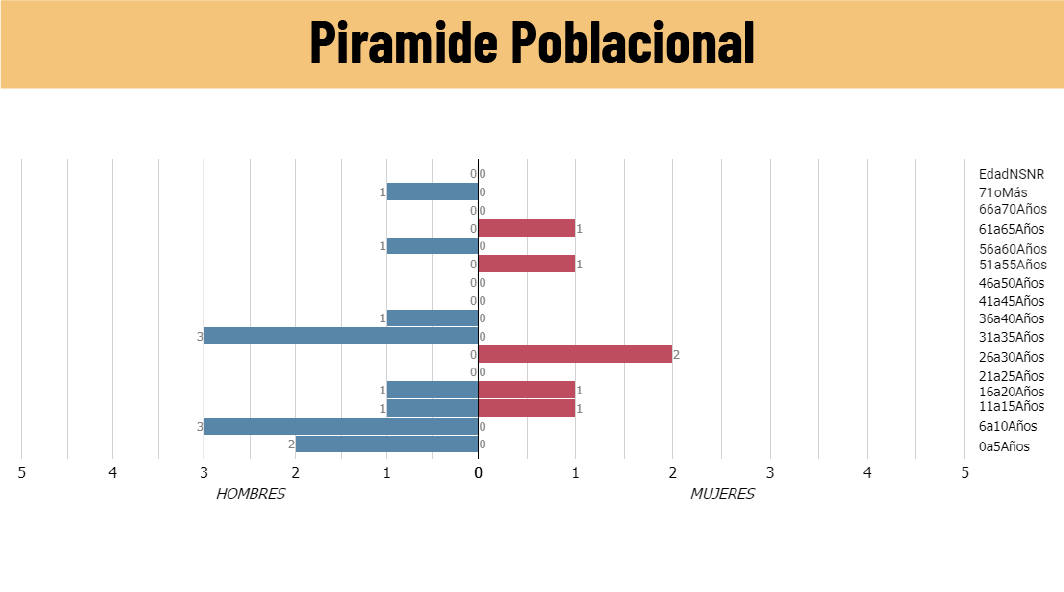 Piramide Poblacional
0 0 EdadNSNR
1 0 71oMás
0 0 66a70Años
0 1 61a65Años
1 0 56a60Años
0 1 51a55Años
0 0 46a50Años
0 0 41a45Años
1 0 36a40Años
3 0 31a35Años
0 2 26a30Años
0 0 21a25Años
1 1 16a20Años
1 1 11a15Años
3 0 6a10Años
2 0 0a5Años
5 4 3 2 1 0 1 2 3 4 5
HOMBRES MUJERES